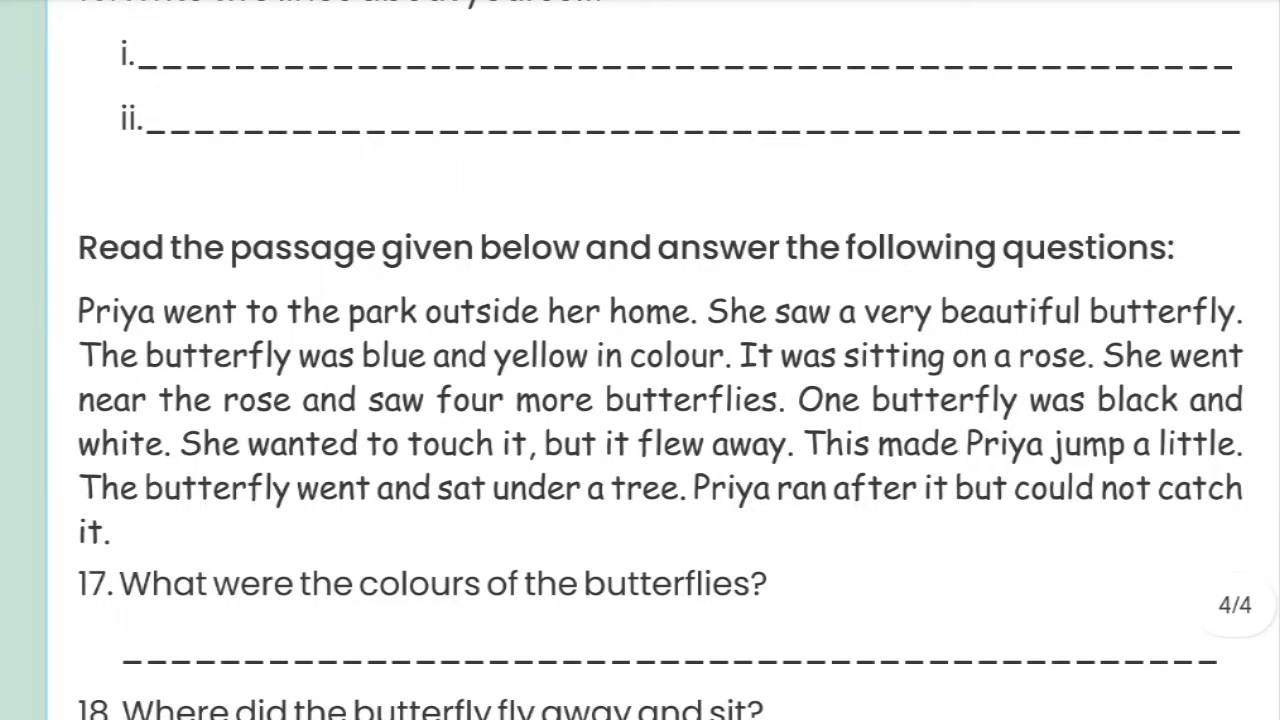 i.
ii.
Read the passage given below and answer the following questions:
Priya went to the park outside her home. She saw a very beautiful butterfly.
The butterfly was blue and yellow in colour. It was sitting on a rose. She went
near the rose and saw four more butterflies. One butterfly was black and
white. She wanted to touch it, but it flew away. This made Priya jump a little.
The butterfly went and sat under a tree. Priya ran after it but could not catch
it.
17. What were the colours of the butterflies?
4/4
18. Where did the butterfly fly away and sit?